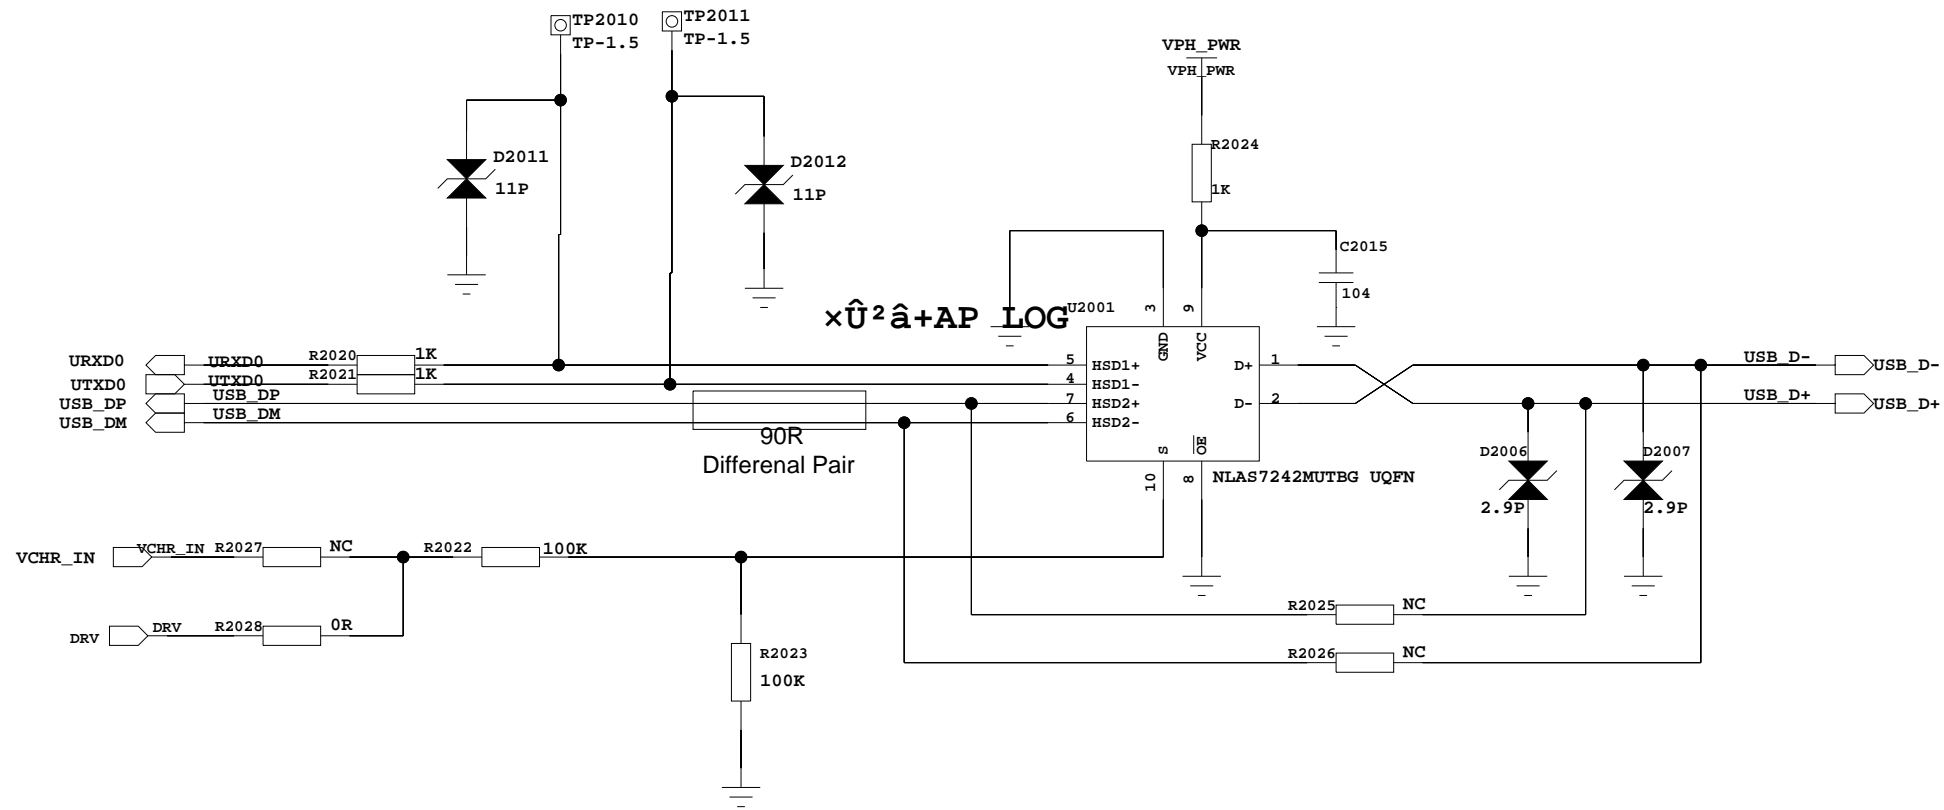 TP2010
TP-1.5
TP2011
TP-1.5
VPH_PWR
VPH_PWR
D2011
11P
D2012
11P
R2024
1K
C2015
104
×Û²â+AP LOG
U2001
3
9
GND
VCC
URXD0
URXD0
R2020
1K
5
HSD1+
D+
1
USB_D-
USB_D-
UTXD0
UTXD0
R2021
1K
4
HSD1-
USB_DP
USB_DP
7
HSD2+
D-
2
USB_D+
USB_D+
USB_DM
USB_DM
6
HSD2-
90R
Differenal Pair
S
OE
10
8
NLAS7242MUTBG UQFN
D2006
2.9P
D2007
2.9P
VCHR_IN
VCHR_IN
R2027
NC
R2022
100K
DRV
DRV
R2028
0R
R2025
NC
R2026
NC
R2023
100K